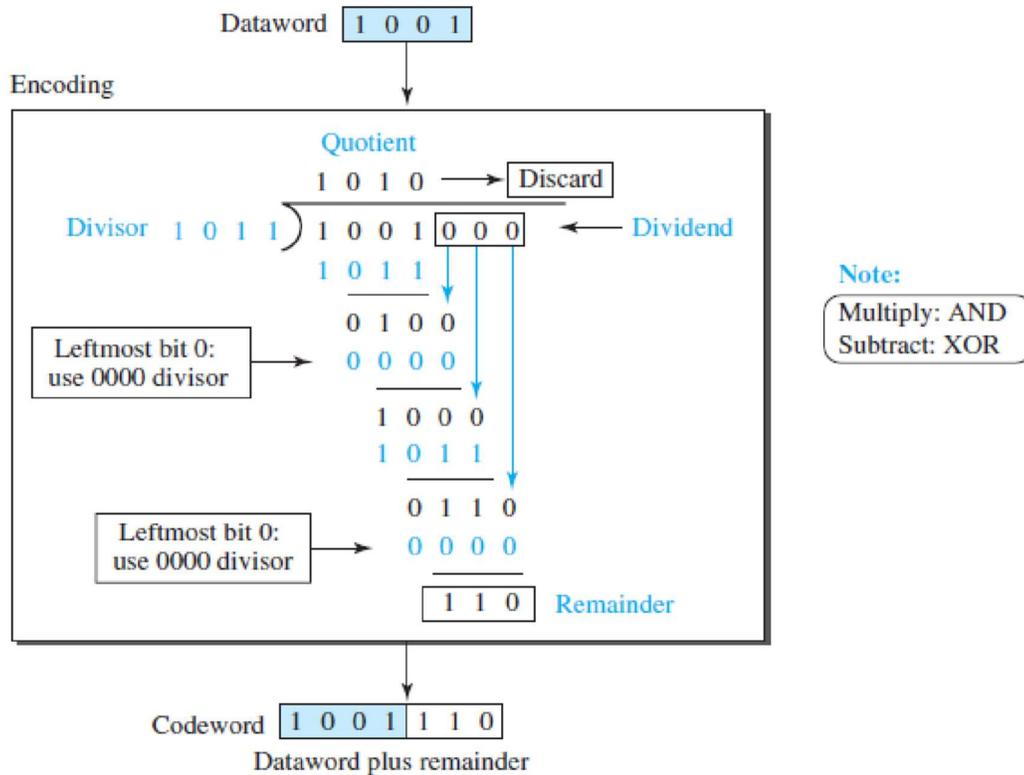 Dataword 1 0 0 1
Encoding
Quotient
1 0 1 0 Discard
Divisor 1 0 1 1 1 0 0 1 0 0 0 Dividend
1 0 1 1
Note:
0 1 0 0
Multiply: AND
Subtract: XOR
Leftmost bit 0:
use 0000 divisor
0 0 0 0
1 0 0 0
1 0 1 1
0 1 1 0
Leftmost bit 0:
use 0000 divisor
0 0 0 0
1 1 0 Remainder
Codeword 1 0 0 1 1 1 0
Dataword plus remainder